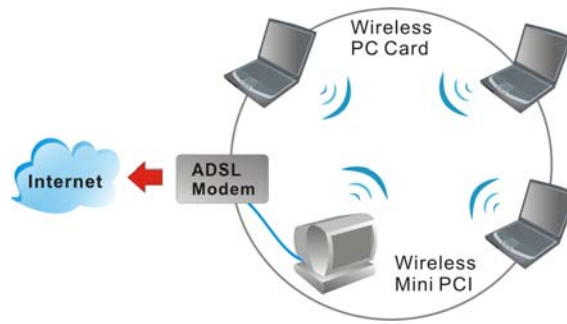 Wireless
PC Card
Internet
ADSL
Modem
Wireless
Mini PCI